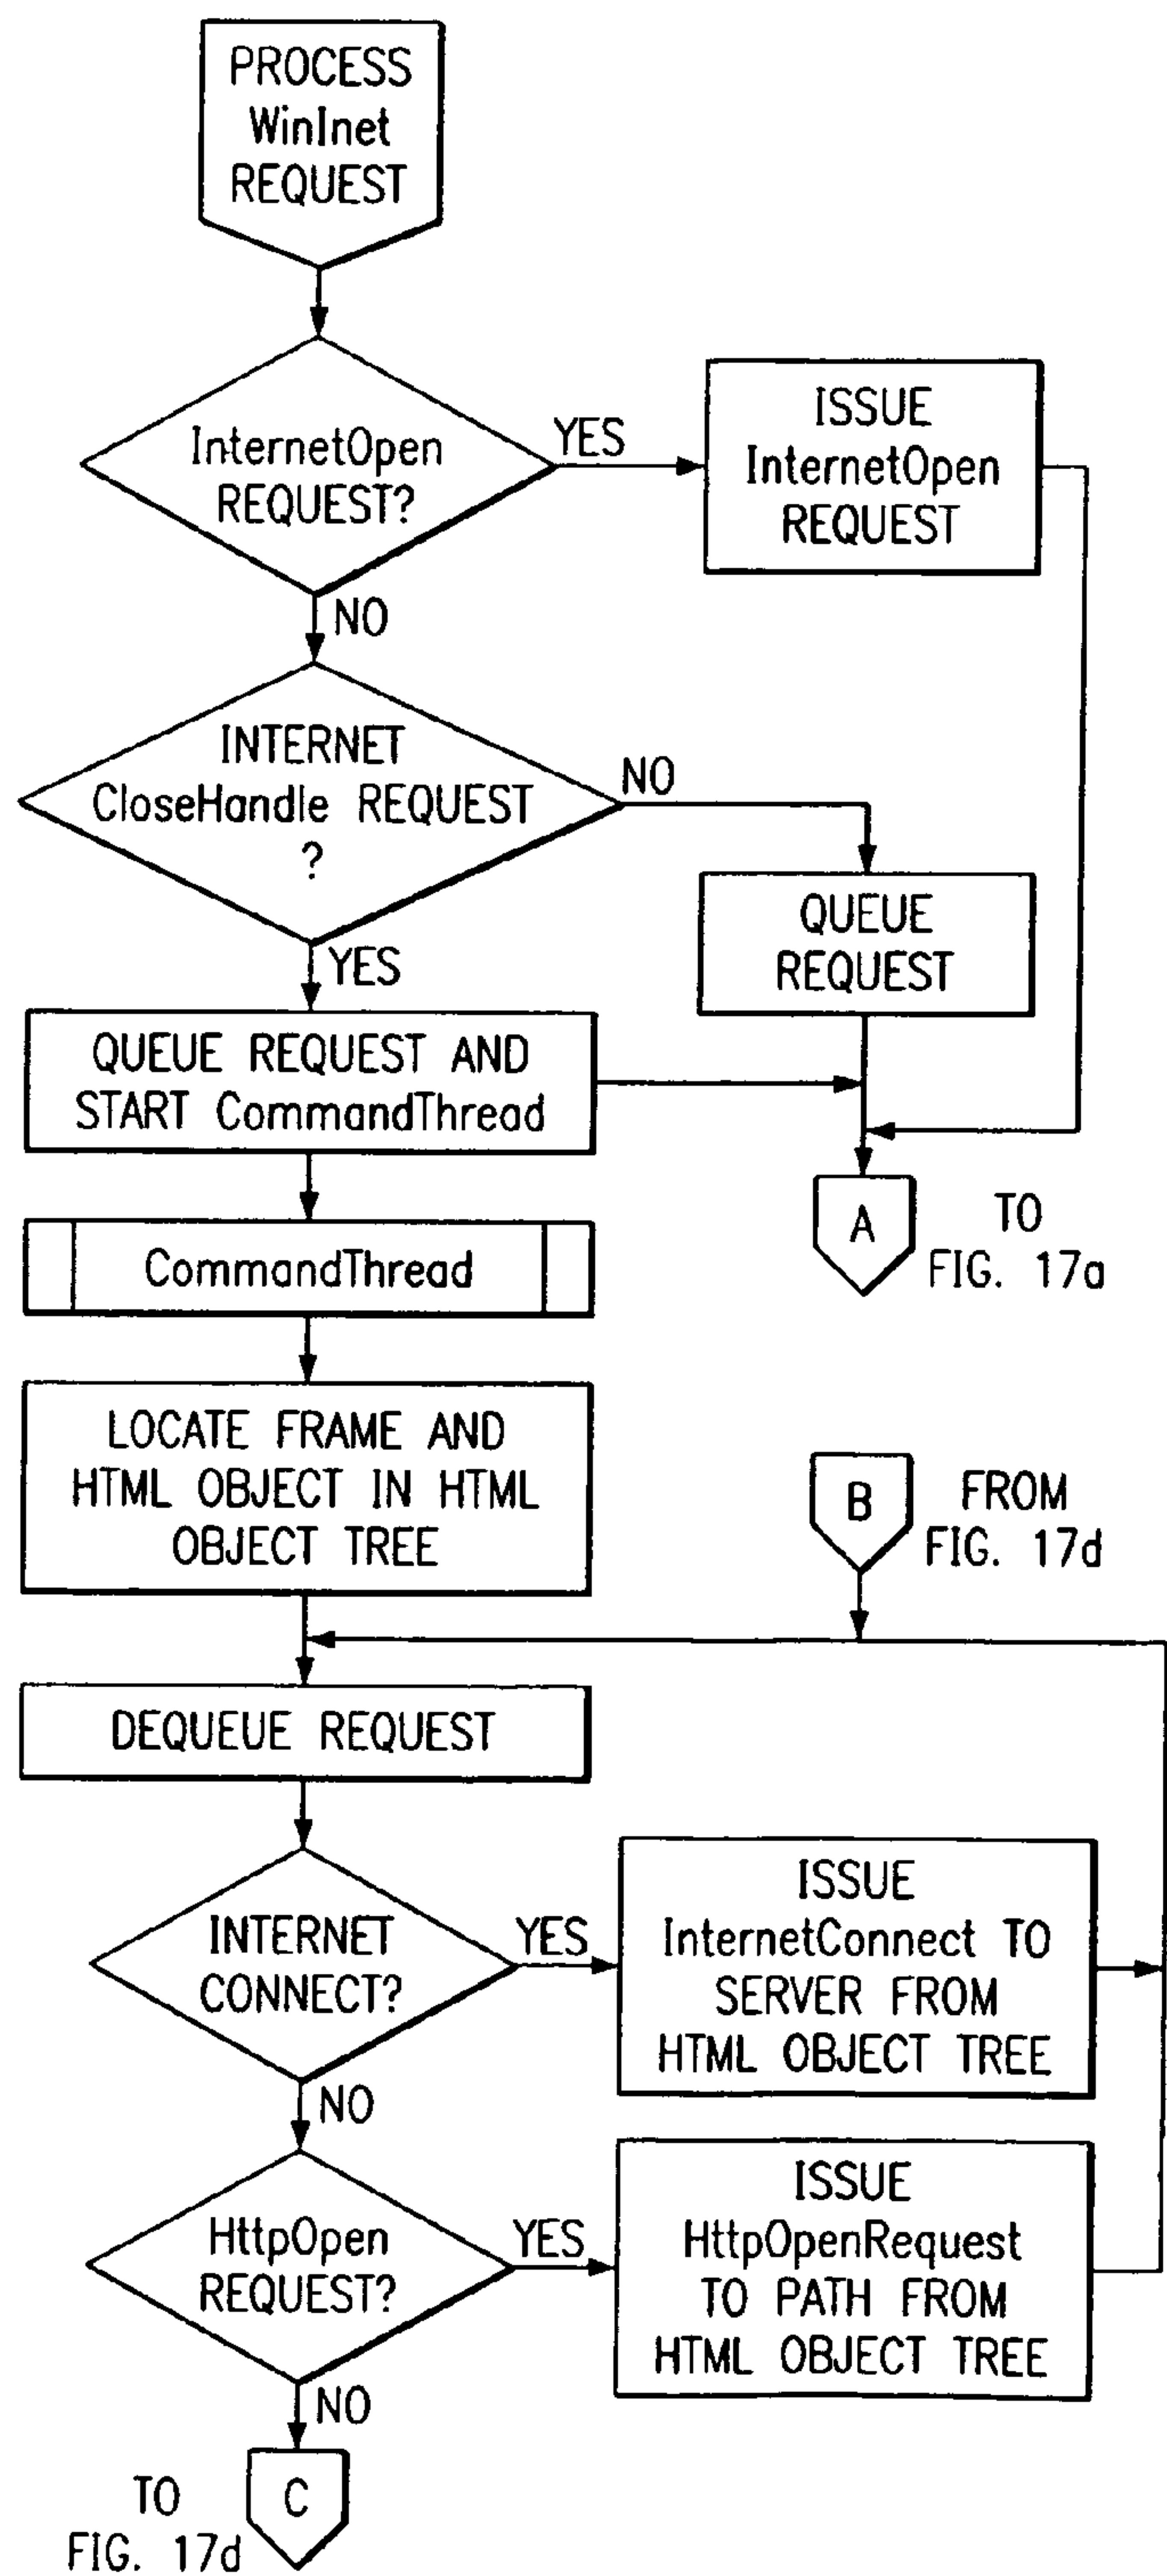 PROCESS
WinInet
REQUEST
InternetOpen
REQUEST?
YES
ISSUE
InternetOpen
REQUEST
NO
INTERNET
CloseHandle REQUEST
?
NO
QUEUE
REQUEST
YES
QUEUE REQUEST AND
START CommandThread
A
TO
FIG. 17a
CommandThread
LOCATE FRAME AND
HTML OBJECT IN HTML
OBJECT TREE
B
FROM
FIG. 17d
DEQUEUE REQUEST
INTERNET
CONNECT?
YES
ISSUE
InternetConnect TO
SERVER FROM
HTML OBJECT TREE
NO
HttpOpen
REQUEST?
YES
ISSUE
HttpOpenRequest
TO PATH FROM
HTML OBJECT TREE
NO
C
TO
FIG. 17d